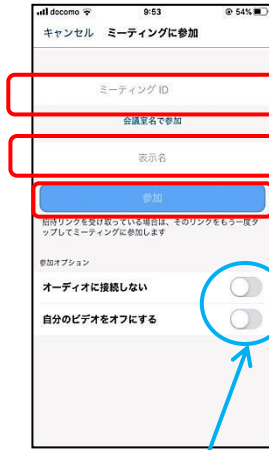 docomo 9:53 54%
キャンセル ミーティングに参加
ミーティング ID
会議室名で参加
表示名
参加
招待リンクを受け取っている場合は、そのリンクをもう一度タ
ップしてミーティングに参加します
参加オプション
オーディオに接続しない
自分のビデオをオフにする